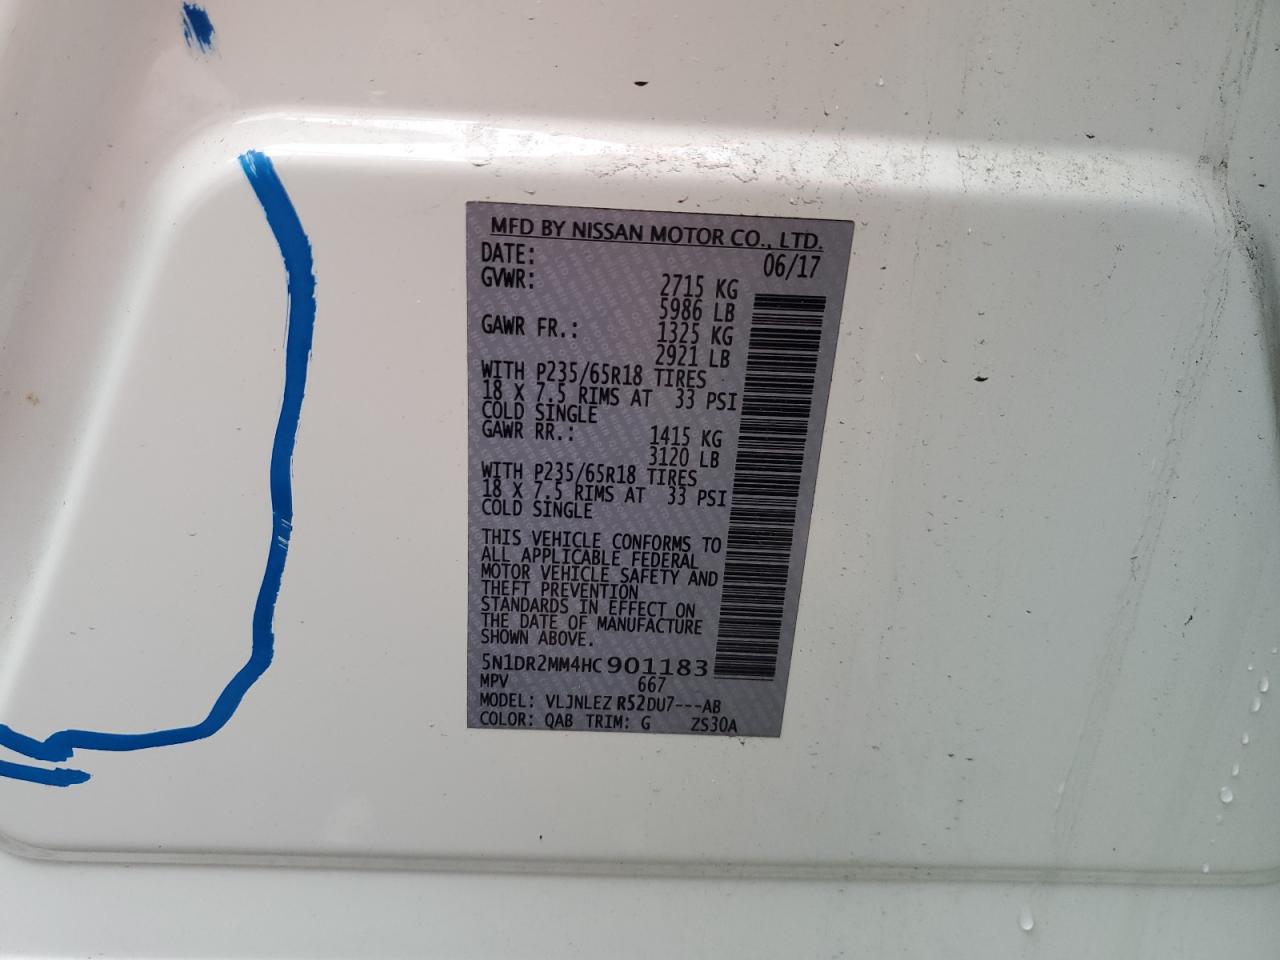 MFD BY NISSAN MOTOR CO., LTD.
DATE: 06/17
GVWR: 2715 KG
5986 LB
GAWR FR.: 1325 KG
2921 LB
WITH P235/65R18 TIRES
18 X 7.5 RIMS AT 33 PSI
COLD SINGLE
GAWR RR.: 1415 KG
3120 LB
WITH P235/65R18 TIRES
18 X 7.5 RIMS AT 33 PSI
COLD SINGLE
THIS VEHICLE CONFORMS TO
ALL APPLICABLE FEDERAL
MOTOR VEHICLE SAFETY AND
THEFT PREVENTION
STANDARDS IN EFFECT ON
THE DATE OF MANUFACTURE
SHOWN ABOVE.
5N1DR2MM4HC901183
MPV 667
MODEL: VLJNLEZ R52DU7---AB
COLOR: QAB TRIM: G ZS30A